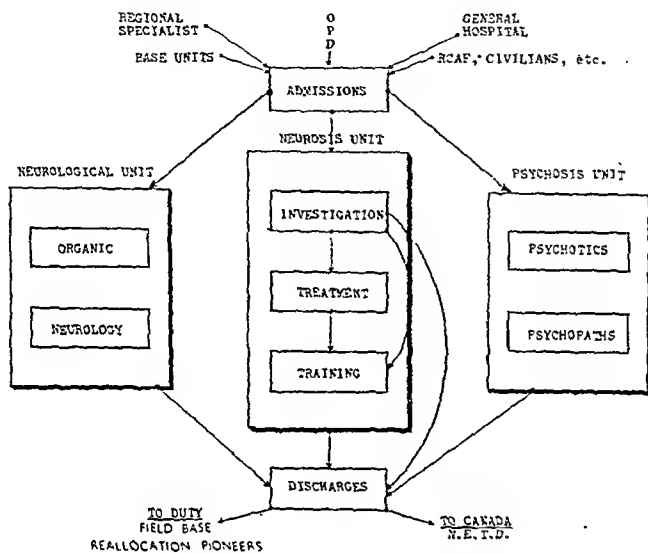 REGIONAL
SPECIALIST
O
P
D
GENERAL
HOSPITAL
BASE UNITS
RCAF, CIVILIANS, etc.
ADMISSIONS
NEUROLOGICAL UNIT
NEUROSIS UNIT
PSYCHOSIS UNIT
INVESTIGATION
ORGANIC
PSYCHOTICS
TREATMENT
NEUROLOGY
PSYCHOPATHS
TRAINING
DISCHARGES
TO DUTY
FIELD BASE
REALLOCATION PIONEERS
TO CANADA
N.E.T.D.